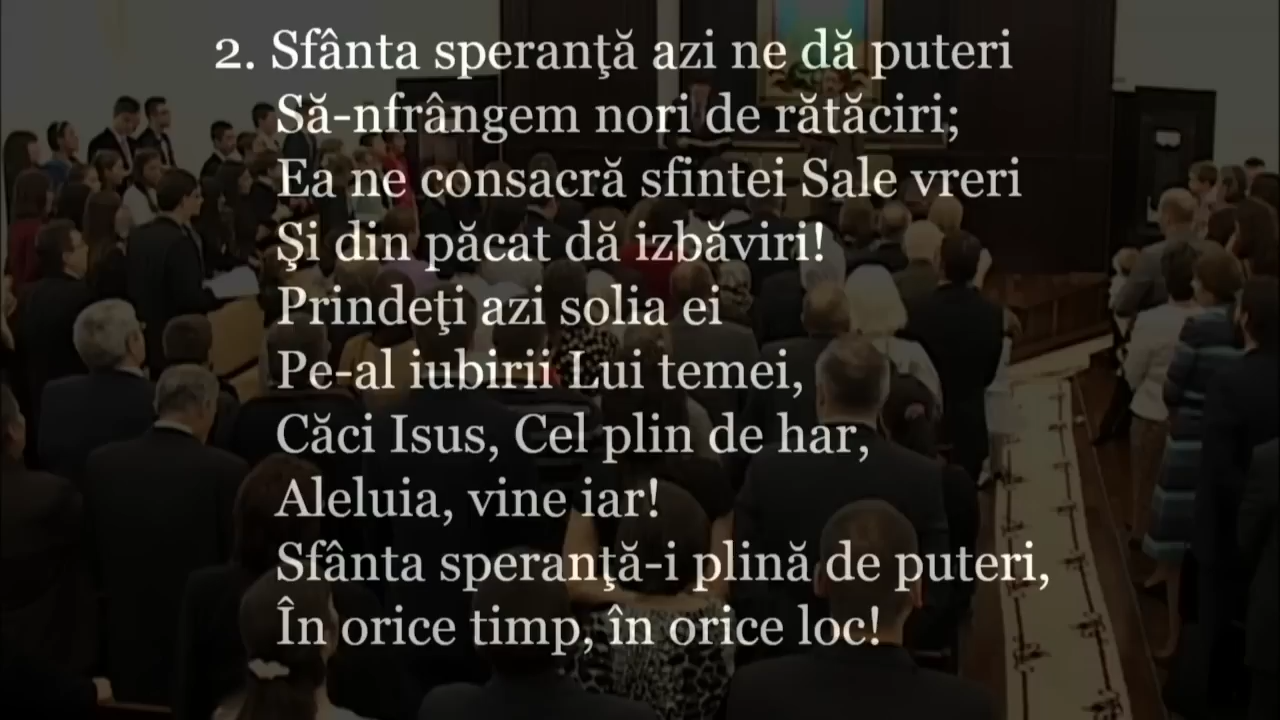 2. Sfânta speranţă azi ne dă puteri
Să-nfrângem nori de rătăciri;
Ea ne consacră sfintei Sale vreri
Şi din păcat dă izbăviri!
Prindeţi azi solia ei
Pe-al iubirii Lui temei,
Căci Isus, Cel plin de har,
Aleluia, vine iar!
Sfânta speranţă-i plină de puteri,
În orice timp, în orice loc!